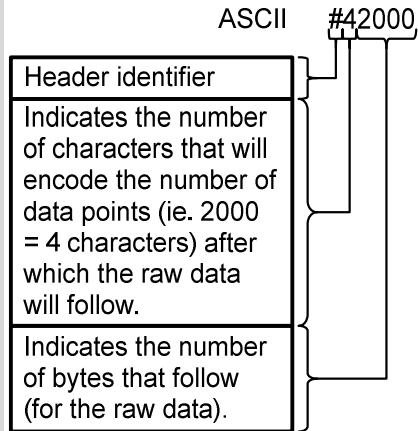 ASCII #42000
Header identifier
Indicates the number
of characters that will
encode the number of
data points (ie. 2000
= 4 characters) after
which the raw data
will follow.
Indicates the number
of bytes that follow
(for the raw data).